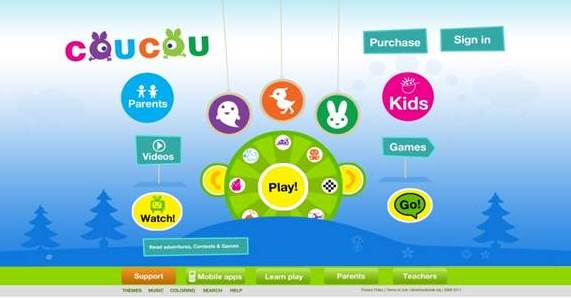 COUCOU
Purchase
Sign in
Parents
Kids
Videos
Games
Play!
Watch!
Go!
Read adventures, Contests & Games
Support
Mobile apps
Learn play
Parents
Teachers
THEMES MUSIC COLORING SEARCH HELP